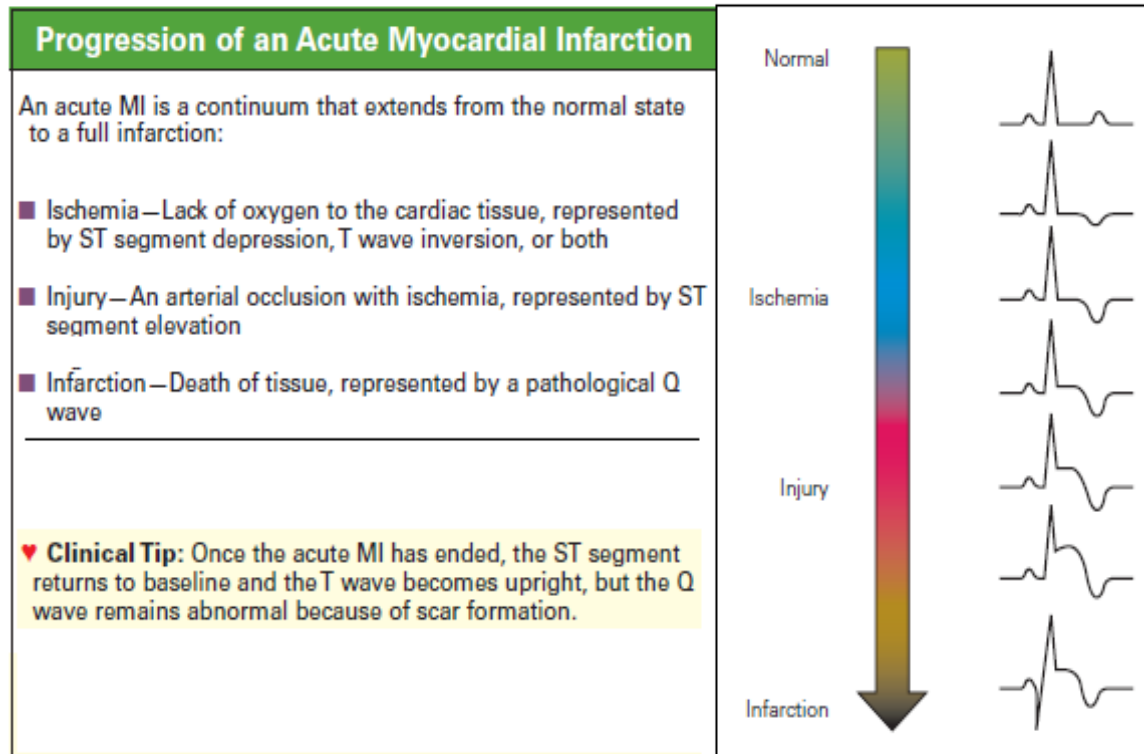 Progression of an Acute Myocardial Infarction
An acute MI is a continuum that extends from the normal state
to a full infarction:
■ Ischemia—Lack of oxygen to the cardiac tissue, represented
by ST segment depression, T wave inversion, or both
■ Injury—An arterial occlusion with ischemia, represented by ST
segment elevation
■ Infarction—Death of tissue, represented by a pathological Q
wave
♥ Clinical Tip: Once the acute MI has ended, the ST segment
returns to baseline and the T wave becomes upright, but the Q
wave remains abnormal because of scar formation.
Normal
Ischemia
Injury
Infarction